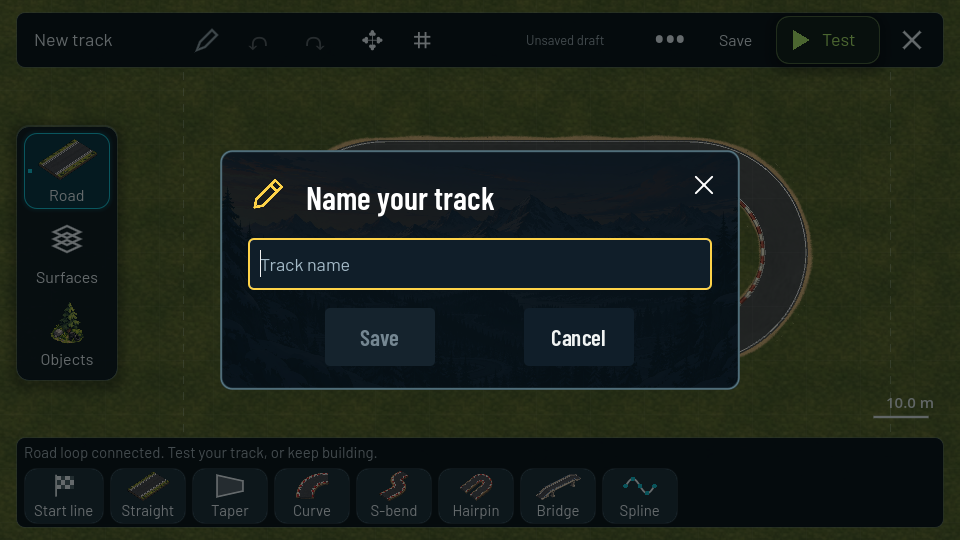 New track
Unsaved draft
Save
Test
Road
Surfaces
Objects
Name your track
Track name
Save
Cancel
10.0 m
Road loop connected. Test your track, or keep building.
Start line
Straight
Taper
Curve
S-bend
Hairpin
Bridge
Spline